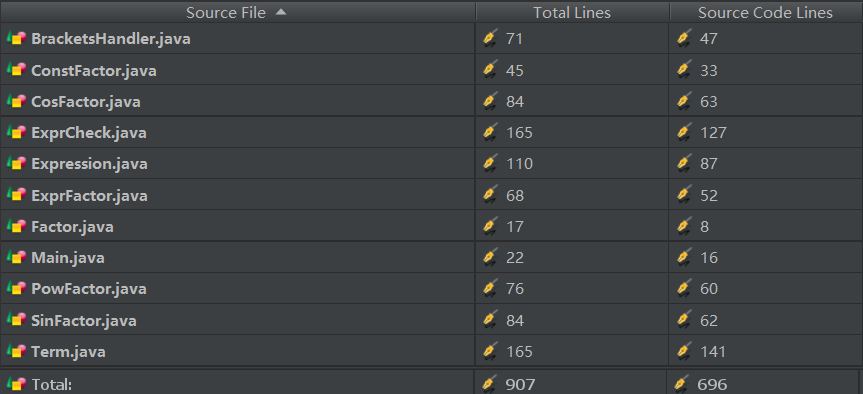 Source File Total Lines Source Code Lines
BracketsHandler.java 71 47
ConstFactor.java 45 33
CosFactor.java 84 63
ExprCheck.java 165 127
Expression.java 110 87
ExprFactor.java 68 52
Factor.java 17 8
Main.java 22 16
PowFactor.java 76 60
SinFactor.java 84 62
Term.java 165 141
Total: 907 696